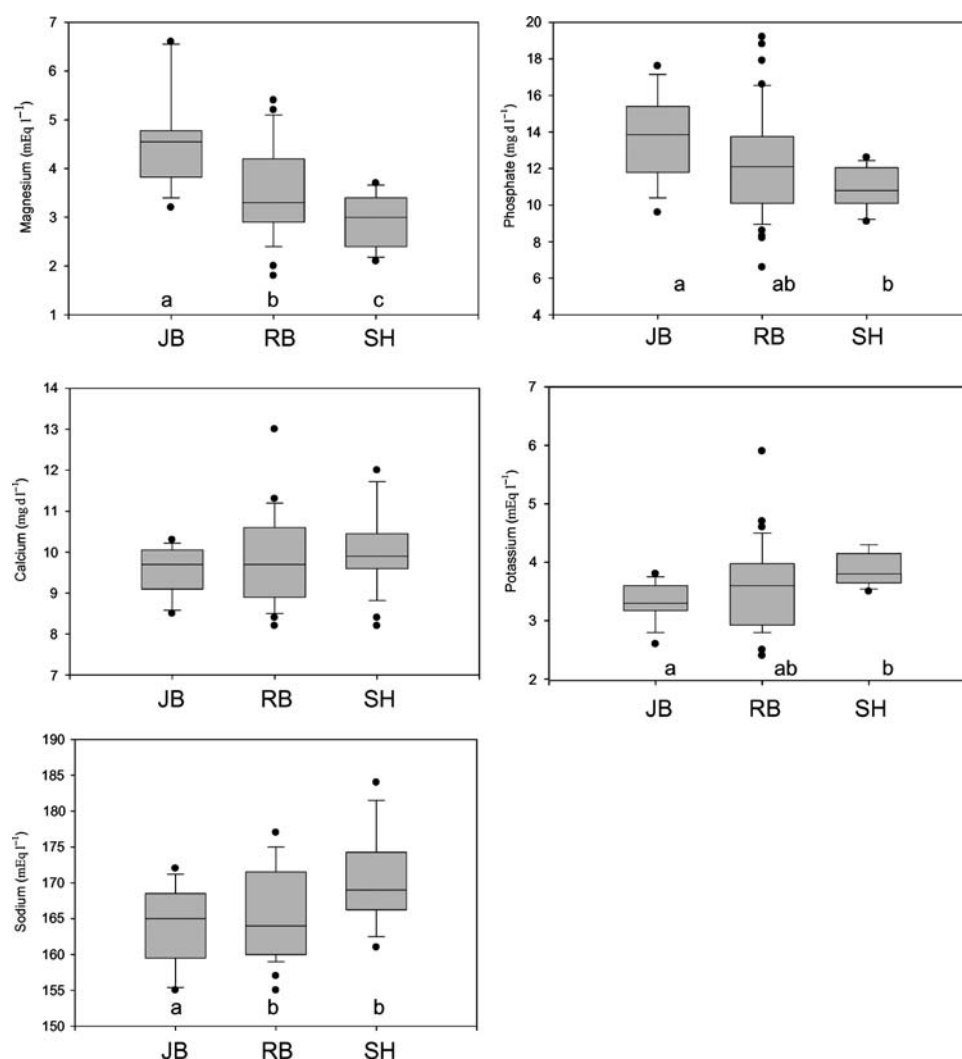 7
6
5
4
3
2
1
Magnesium (mEq l⁻¹)
a b c
JB RB SH
20
18
16
14
12
10
8
6
4
Phosphate (mg dl⁻¹)
a ab b
JB RB SH
14
13
12
11
10
9
8
7
Calcium (mg dl⁻¹)
JB RB SH
7
6
5
4
3
2
Potassium (mEq l⁻¹)
a ab b
JB RB SH
190
185
180
175
170
165
160
155
150
Sodium (mEq l⁻¹)
a b b
JB RB SH